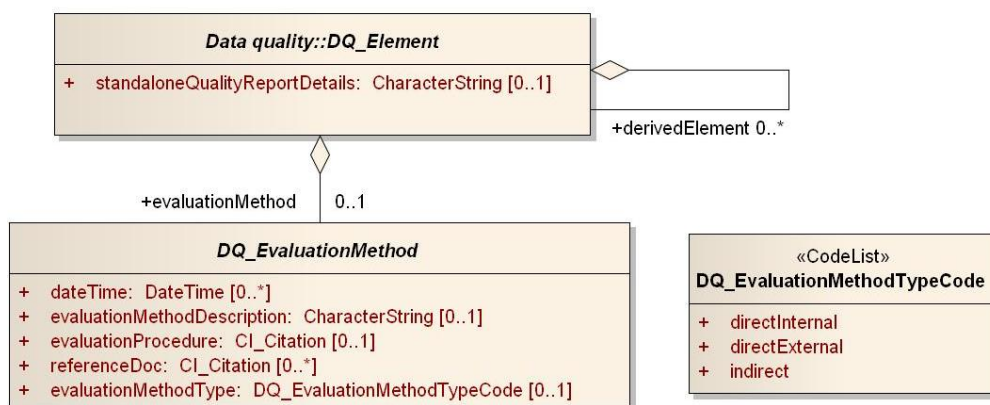 Data quality::DQ_Element
+ standaloneQualityReportDetails: CharacterString [0..1]
+derivedElement 0..*
+evaluationMethod 0..1
DQ_EvaluationMethod
+ dateTime: DateTime [0..*]
+ evaluationMethodDescription: CharacterString [0..1]
+ evaluationProcedure: CI_Citation [0..1]
+ referenceDoc: CI_Citation [0..*]
+ evaluationMethodType: DQ_EvaluationMethodTypeCode [0..1]
«CodeList»
DQ_EvaluationMethodTypeCode
+ directInternal
+ directExternal
+ indirect